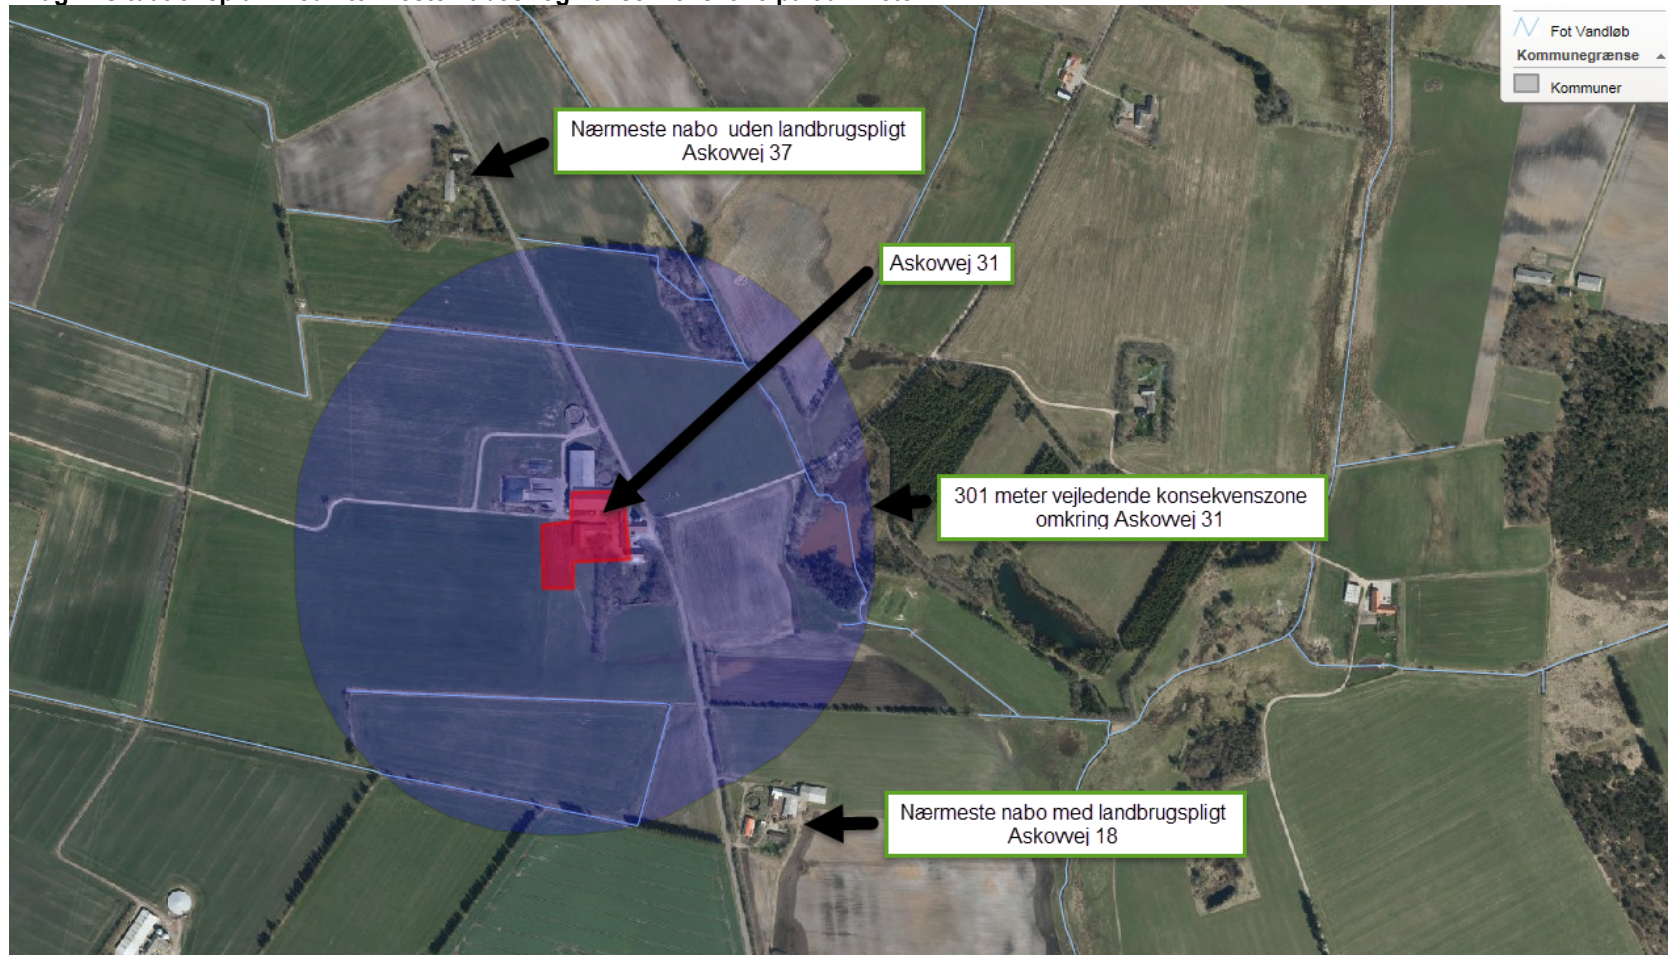 Fot Vandløb
Kommunegrænse
Kommuner
Nærmeste nabo uden landbrugspligt
Askovvej 37
Askovvej 31
301 meter vejledende konsekvenszone
omkring Askovvej 31
Nærmeste nabo med landbrugspligt
Askovvej 18